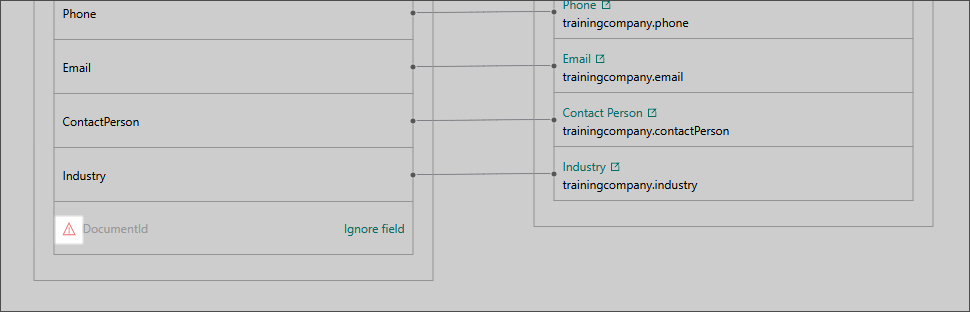 Phone
Phone
trainingcompany.phone
Email
Email
trainingcompany.email
ContactPerson
Contact Person
trainingcompany.contactPerson
Industry
Industry
trainingcompany.industry
DocumentId Ignore field